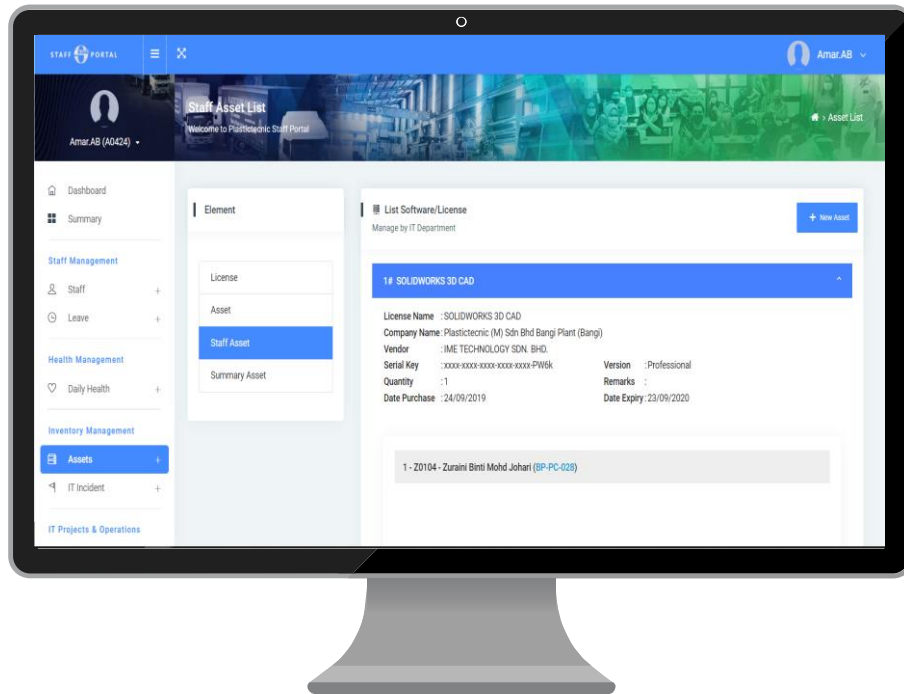 STAFF PORTAL
Amar.AB
Amar.AB (A0424)
Staff Asset List
Welcome to Plastictecnic Staff Portal
> Asset List
Dashboard
Summary
Staff Management
Staff +
Leave +
Health Management
Daily Health +
Inventory Management
Assets +
IT Incident +
IT Projects & Operations
Element
License
Asset
Staff Asset
Summary Asset
List Software/License
Manage by IT Department
+ New Asset
1# SOLIDWORKS 3D CAD
License Name : SOLIDWORKS 3D CAD
Company Name : Plastictecnic (M) Sdn Bhd Bangi Plant (Bangi)
Vendor : IME TECHNOLOGY SDN. BHD.
Serial Key : xxxx-xxxx-xxxx-xxxx-xxxx-PW6k Version : Professional
Quantity : 1 Remarks :
Date Purchase : 24/09/2019 Date Expiry : 23/09/2020
1 - Z0104 - Zuraini Binti Mohd Johari (BP-PC-028)